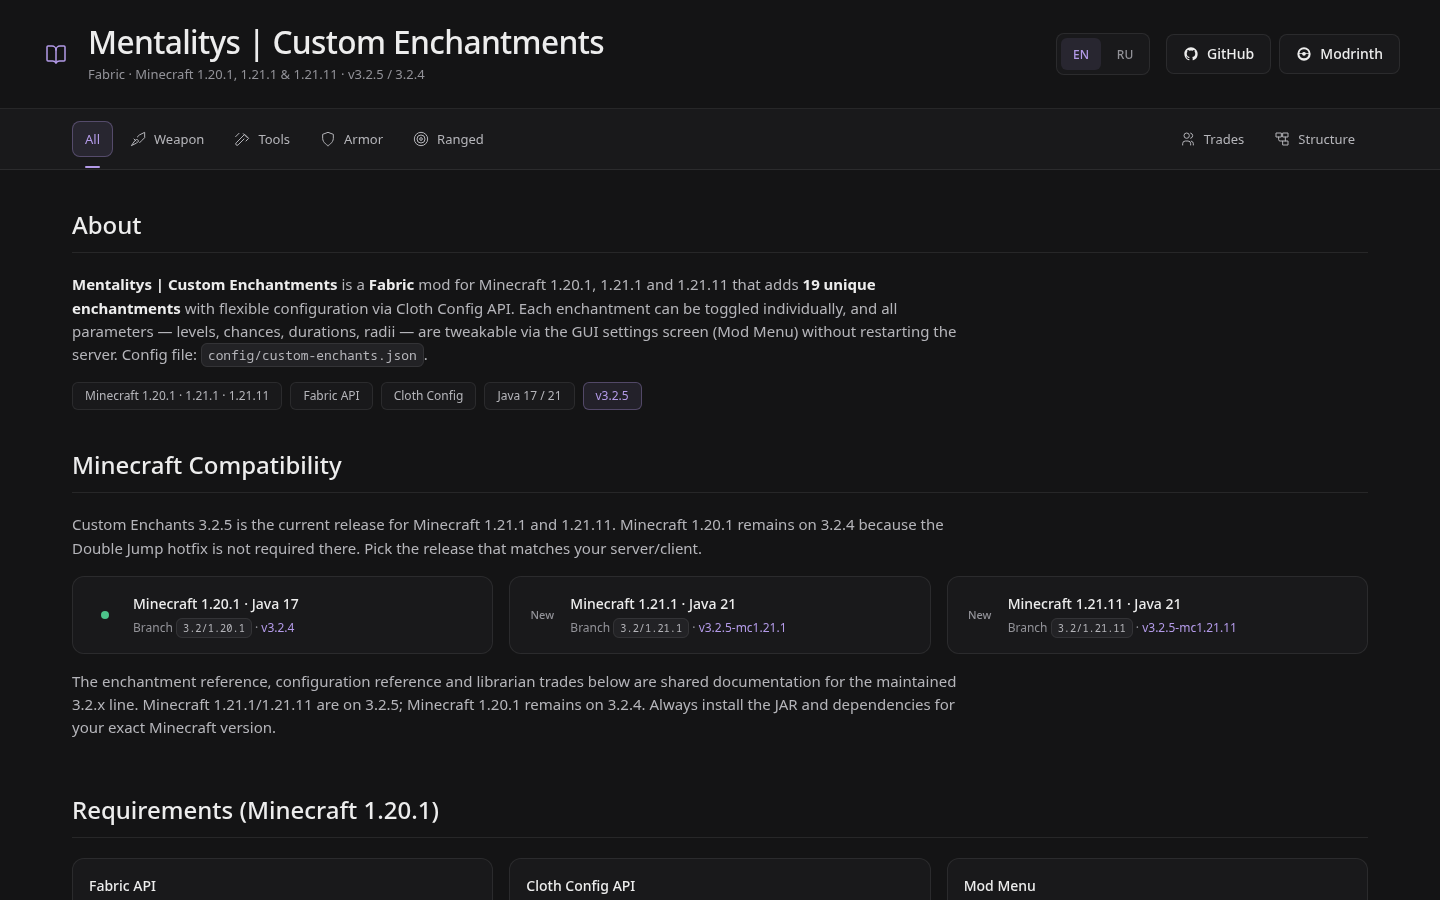 Mentalitys | Custom Enchantments
Fabric · Minecraft 1.20.1, 1.21.1 & 1.21.11 · v3.2.5 / 3.2.4
EN RU GitHub Modrinth
All Weapon Tools Armor Ranged Trades Structure
About
Mentalitys | Custom Enchantments is a Fabric mod for Minecraft 1.20.1, 1.21.1 and 1.21.11 that adds 19 unique
enchantments with flexible configuration via Cloth Config API. Each enchantment can be toggled individually, and all
parameters — levels, chances, durations, radii — are tweakable via the GUI settings screen (Mod Menu) without restarting the
server. Config file: config/custom-enchants.json.
Minecraft 1.20.1 · 1.21.1 · 1.21.11 Fabric API Cloth Config Java 17 / 21 v3.2.5
Minecraft Compatibility
Custom Enchants 3.2.5 is the current release for Minecraft 1.21.1 and 1.21.11. Minecraft 1.20.1 remains on 3.2.4 because the
Double Jump hotfix is not required there. Pick the release that matches your server/client.
Minecraft 1.20.1 · Java 17
Branch 3.2/1.20.1 · v3.2.4
New
Minecraft 1.21.1 · Java 21
Branch 3.2/1.21.1 · v3.2.5-mc1.21.1
New
Minecraft 1.21.11 · Java 21
Branch 3.2/1.21.11 · v3.2.5-mc1.21.11
The enchantment reference, configuration reference and librarian trades below are shared documentation for the maintained
3.2.x line. Minecraft 1.21.1/1.21.11 are on 3.2.5; Minecraft 1.20.1 remains on 3.2.4. Always install the JAR and dependencies for
your exact Minecraft version.
Requirements (Minecraft 1.20.1)
Fabric API
Cloth Config API
Mod Menu